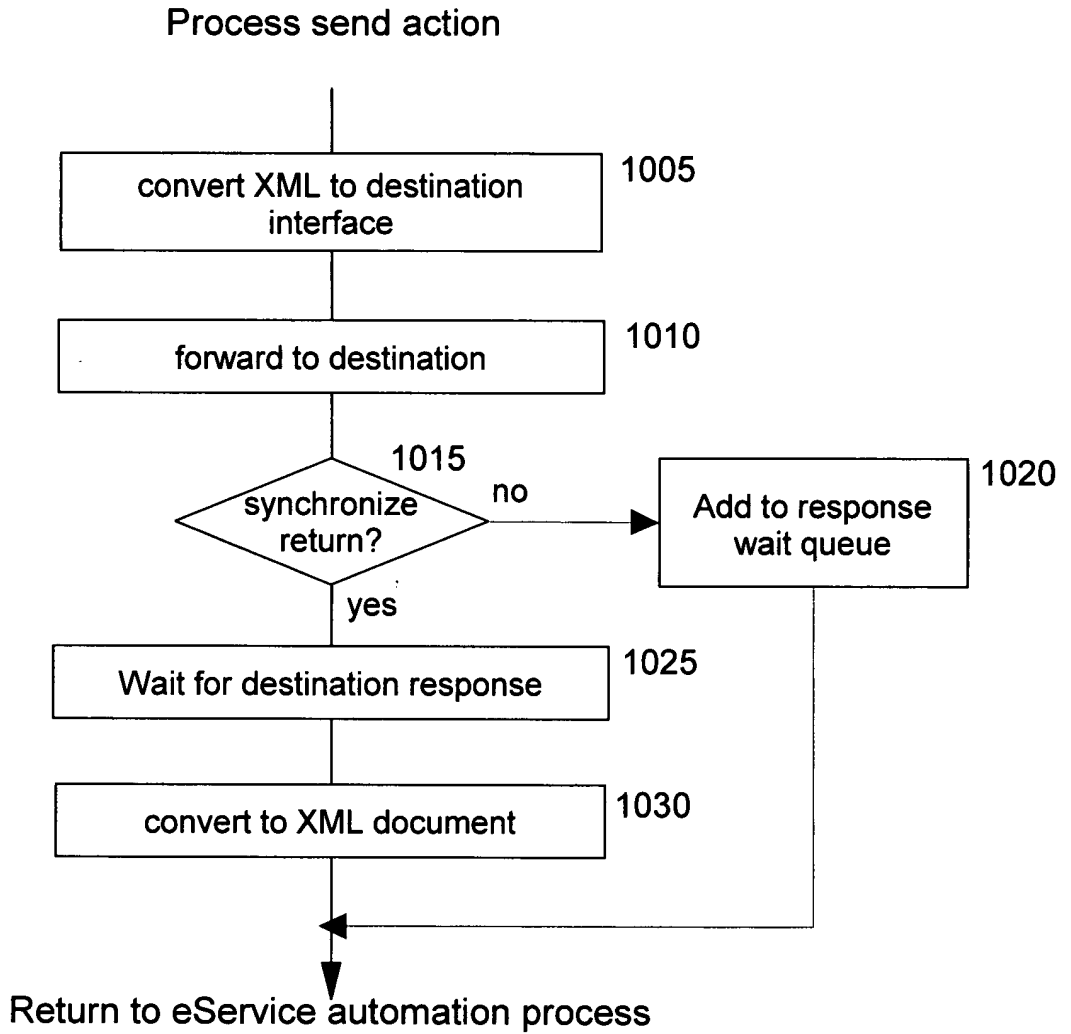 Process send action
convert XML to destination
interface
1005
forward to destination
1010
1015
synchronize
return?
no
Add to response
wait queue
1020
yes
Wait for destination response
1025
convert to XML document
1030
Return to eService automation process